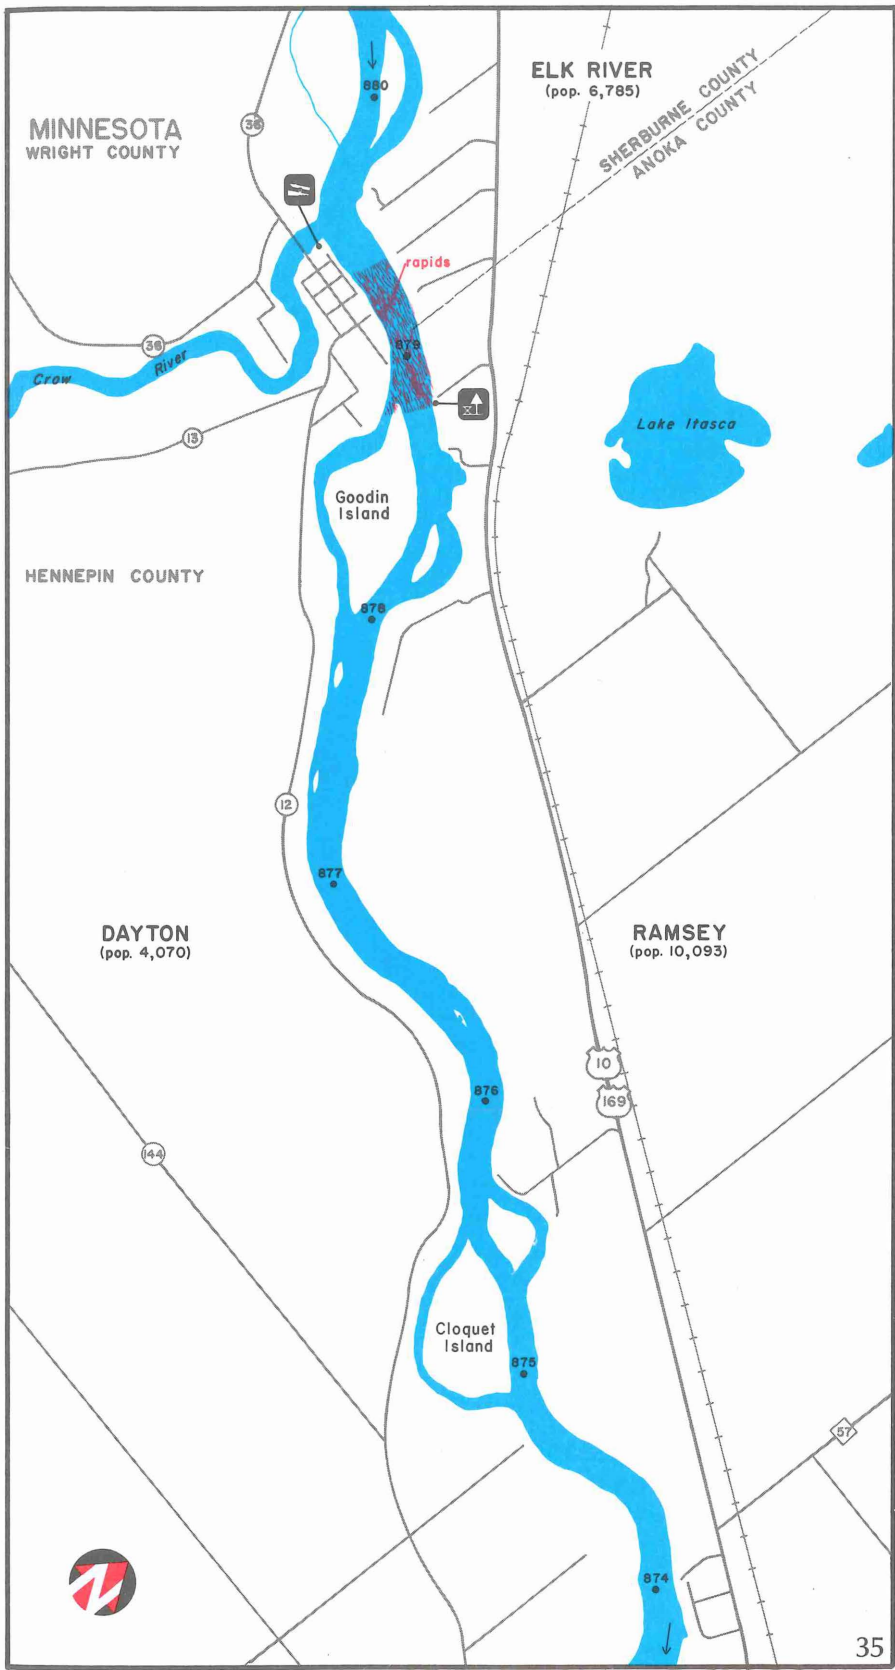 880
ELK RIVER
(pop. 6,785)
SHERBURNE COUNTY
ANOKA COUNTY
MINNESOTA
WRIGHT COUNTY
36
rapids
36
879
Crow River
Lake Itasca
13
Goodin
Island
HENNEPIN COUNTY
878
12
877
DAYTON
(pop. 4,070)
RAMSEY
(pop. 10,093)
10
876
169
144
Cloquet
Island
875
57
N
874
35